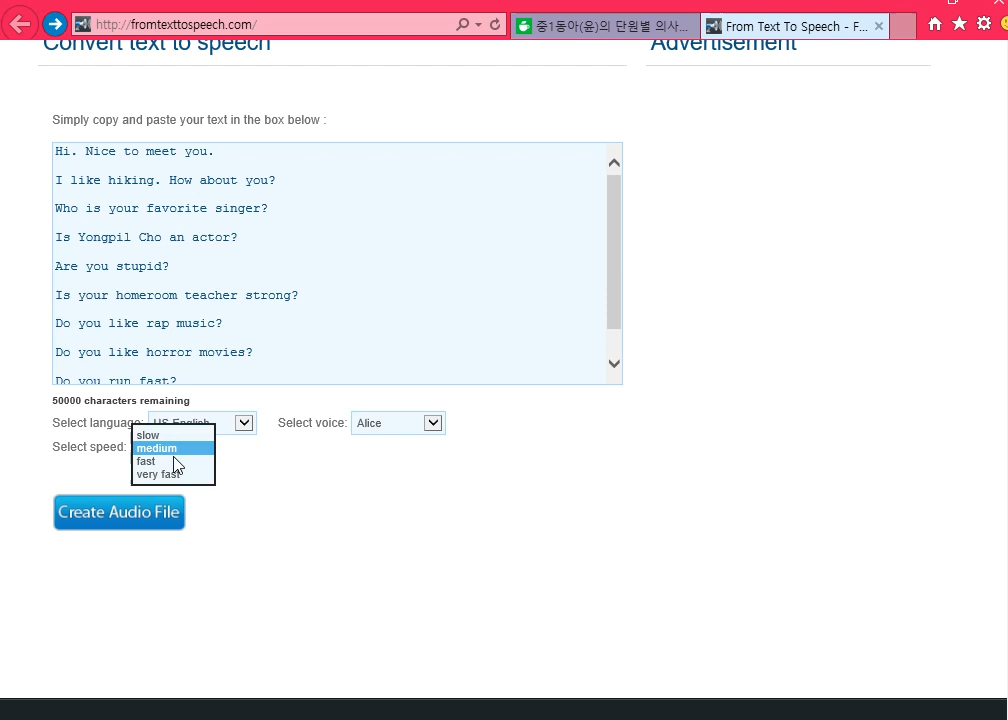 http://fromtexttospeech.com/
중1동아(윤)의 단원별 의사...
From Text To Speech - F...
Convert text to speech
Advertisement
Simply copy and paste your text in the box below :
Hi. Nice to meet you.
I like hiking. How about you?
Who is your favorite singer?
Is Yongpil Cho an actor?
Are you stupid?
Is your homeroom teacher strong?
Do you like rap music?
Do you like horror movies?
Do you run fast?
50000 characters remaining
Select language: US English
Select voice: Alice
Select speed:
slow
medium
fast
very fast
Create Audio File